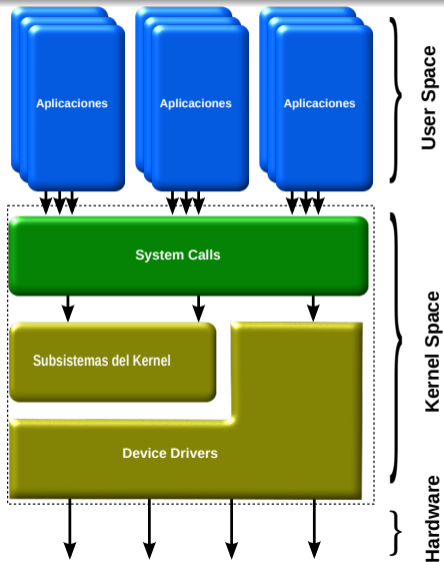 Aplicaciones
Aplicaciones
Aplicaciones
User Space
System Calls
Subsistemas del Kernel
Device Drivers
Kernel Space
Hardware